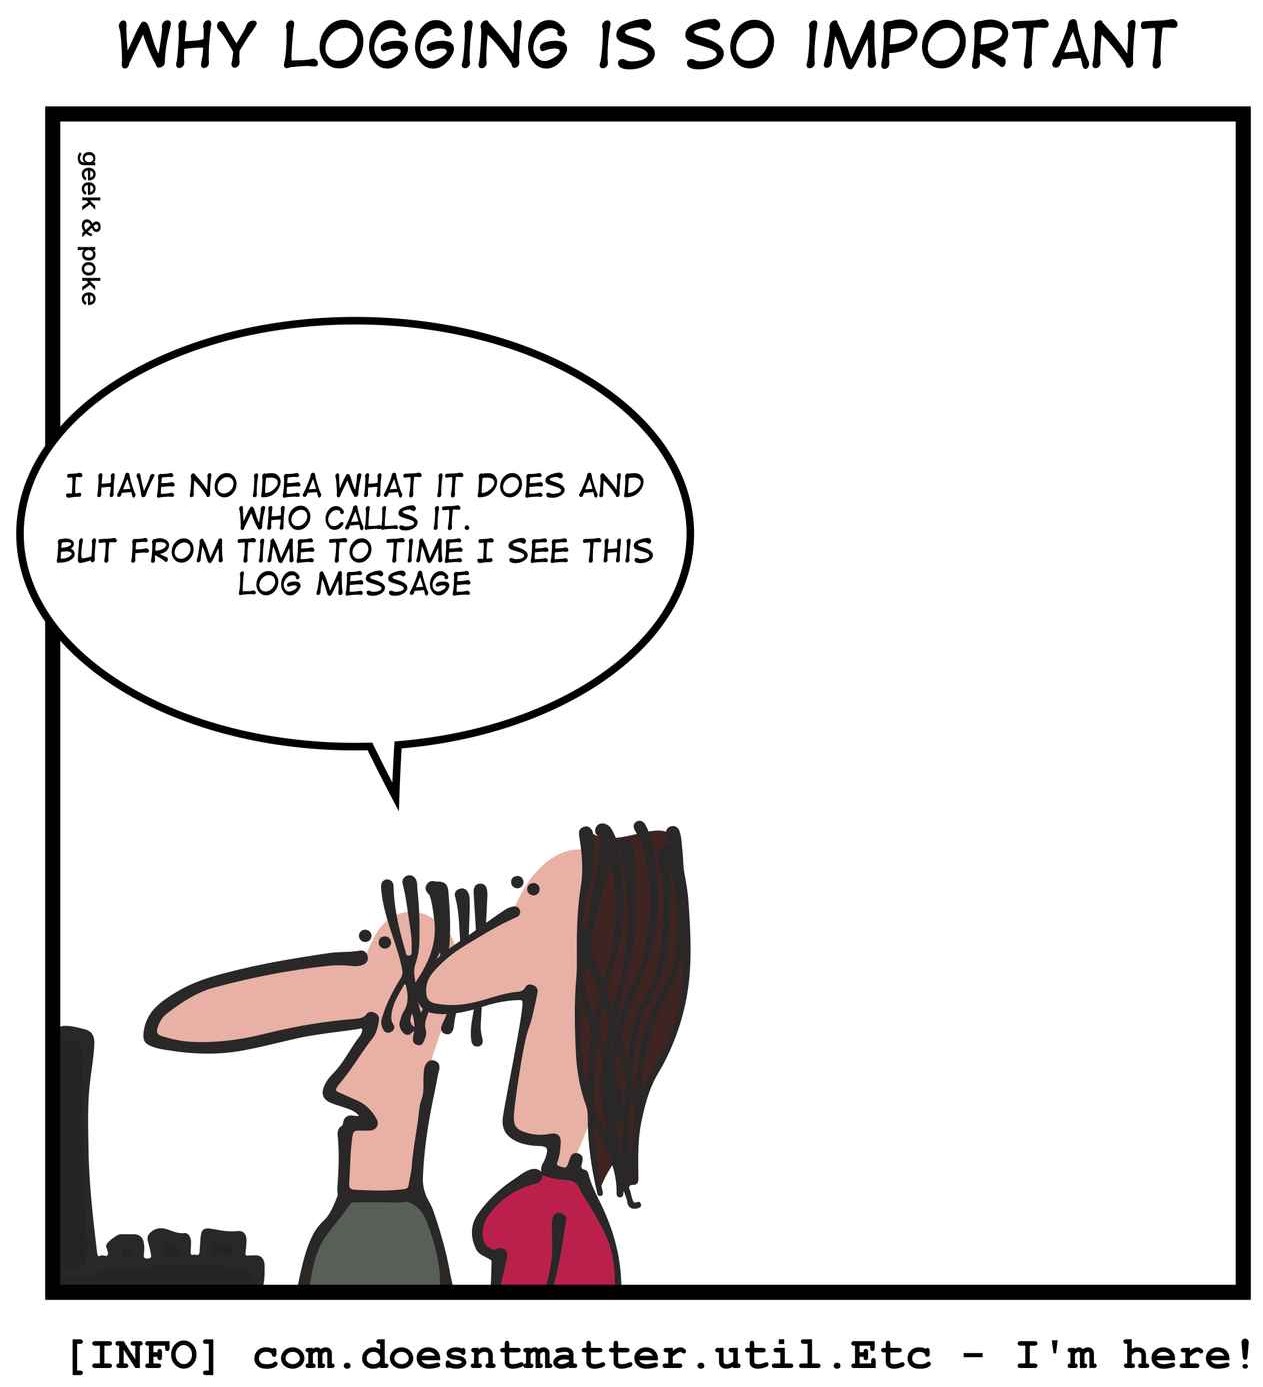 WHY LOGGING IS SO IMPORTANT
geek & poke
I HAVE NO IDEA WHAT IT DOES AND
WHO CALLS IT.
BUT FROM TIME TO TIME I SEE THIS
LOG MESSAGE
[INFO] com.doesntmatter.util.Etc - I'm here!